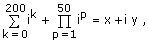 200 50
Σ i^k + Π i^p = x + i y ,
k = 0 p = 1